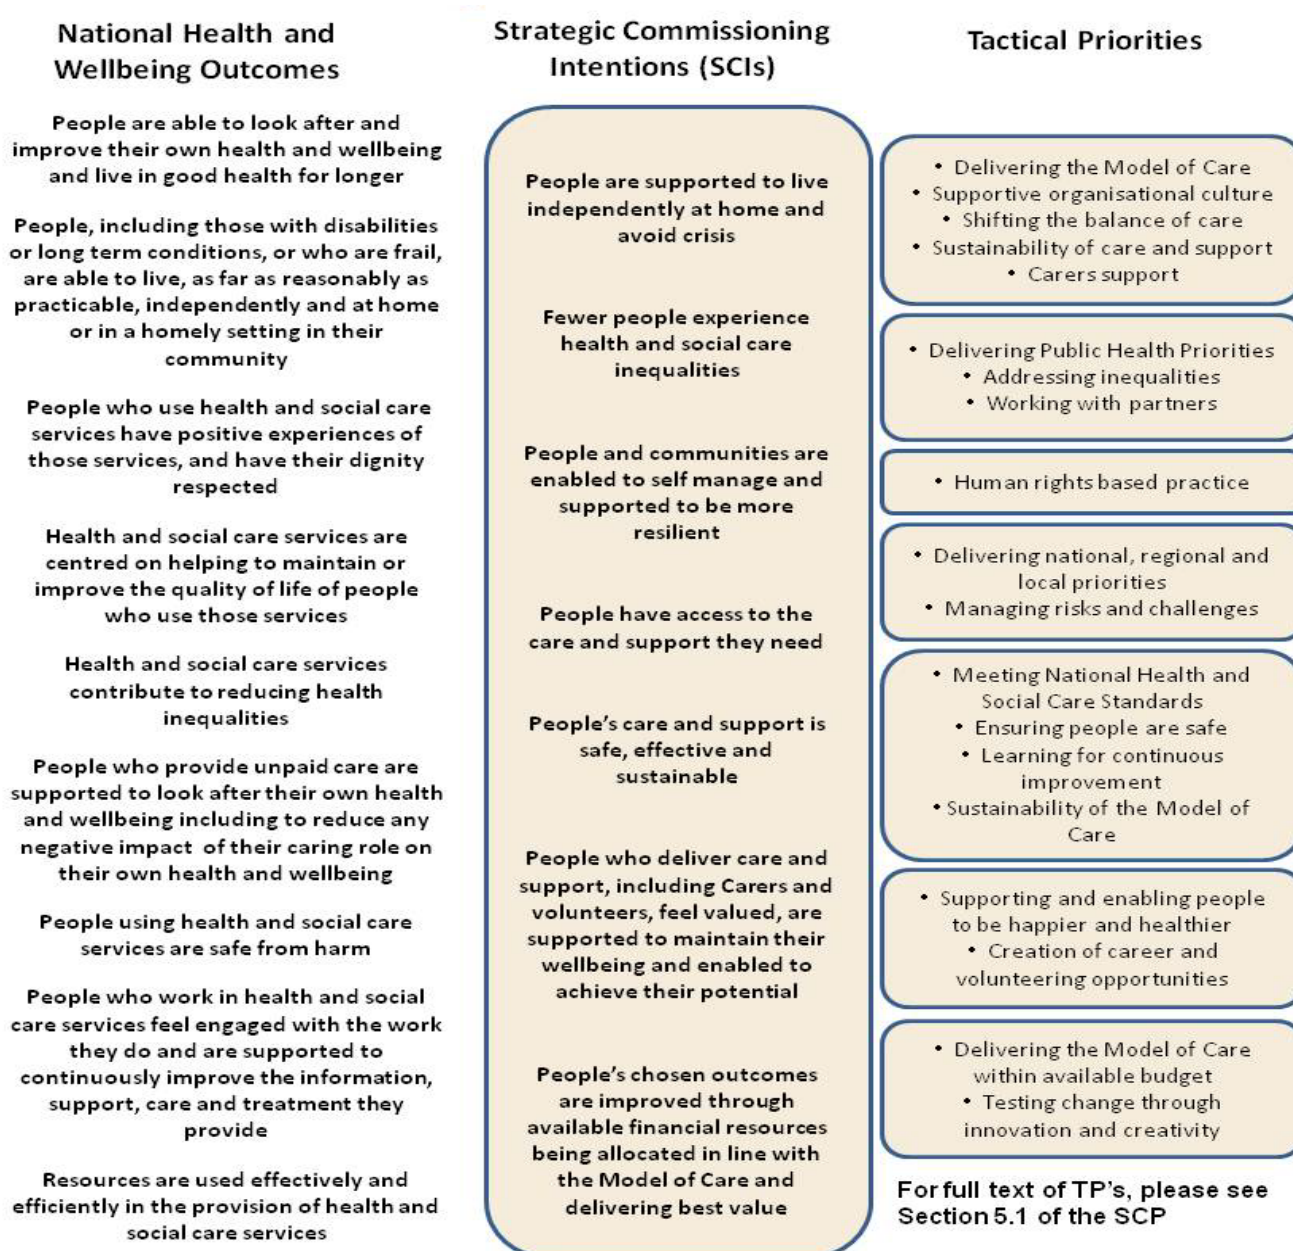 National Health and
Wellbeing Outcomes
People are able to look after and
improve their own health and wellbeing
and live in good health for longer
People, including those with disabilities
or long term conditions, or who are frail,
are able to live, as far as reasonably as
practicable, independently and at home
or in a homely setting in their
community
People who use health and social care
services have positive experiences of
those services, and have their dignity
respected
Health and social care services are
centred on helping to maintain or
improve the quality of life of people
who use those services
Health and social care services
contribute to reducing health
inequalities
People who provide unpaid care are
supported to look after their own health
and wellbeing including to reduce any
negative impact of their caring role on
their own health and wellbeing
People using health and social care
services are safe from harm
People who work in health and social
care services feel engaged with the work
they do and are supported to
continuously improve the information,
support, care and treatment they
provide
Resources are used effectively and
efficiently in the provision of health and
social care services
Strategic Commissioning
Intentions (SCIs)
People are supported to live
independently at home and
avoid crisis
Fewer people experience
health and social care
inequalities
People and communities are
enabled to self manage and
supported to be more
resilient
People have access to the
care and support they need
People's care and support is
safe, effective and
sustainable
People who deliver care and
support, including Carers and
volunteers, feel valued, are
supported to maintain their
wellbeing and enabled to
achieve their potential
People's chosen outcomes
are improved through
available financial resources
being allocated in line with
the Model of Care and
delivering best value
Tactical Priorities
• Delivering the Model of Care
• Supportive organisational culture
• Shifting the balance of care
• Sustainability of care and support
• Carers support
• Delivering Public Health Priorities
• Addressing inequalities
• Working with partners
• Human rights based practice
• Delivering national, regional and
local priorities
• Managing risks and challenges
• Meeting National Health and
Social Care Standards
• Ensuring people are safe
• Learning for continuous
improvement
• Sustainability of the Model of
Care
• Supporting and enabling people
to be happier and healthier
• Creation of career and
volunteering opportunities
• Delivering the Model of Care
within available budget
• Testing change through
innovation and creativity
For full text of TP's, please see
Section 5.1 of the SCP